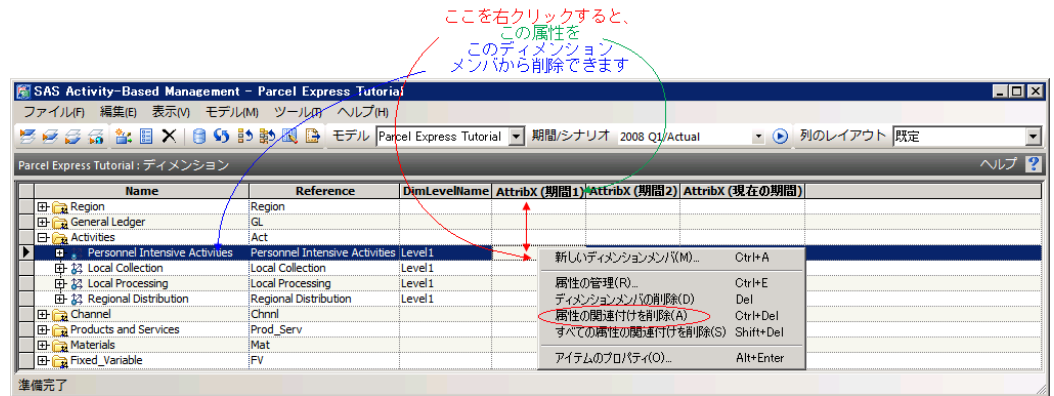 ここを右クリックすると、
この属性を
このディメンション
メンバから削除できます
SAS Activity-Based Management - Parcel Express Tutorial
ファイル(F) 編集(E) 表示(V) モデル(M) ツール(T) ヘルプ(H)
モデル Parcel Express Tutorial 期間/シナリオ 2008 Q1/Actual 列のレイアウト 既定
Parcel Express Tutorial : ディメンション ヘルプ ?
Name Reference DimLevelName AttribX (期間1) AttribX (期間2) AttribX (現在の期間)
Region Region
General Ledger GL
Activities Act
Personnel Intensive Activities Personnel Intensive Activities Level1
Local Collection Local Collection Level1
Local Processing Local Processing Level1
Regional Distribution Regional Distribution Level1
Channel Chnnl
Products and Services Prod_Serv
Materials Mat
Fixed_Variable FV
新しいディメンションメンバ(M)... Ctrl+A
属性の管理(R)... Ctrl+E
ディメンションメンバの削除(D) Del
属性の関連付けを削除(A) Ctrl+Del
すべての属性の関連付けを削除(S) Shift+Del
アイテムのプロパティ(O)... Alt+Enter
準備完了